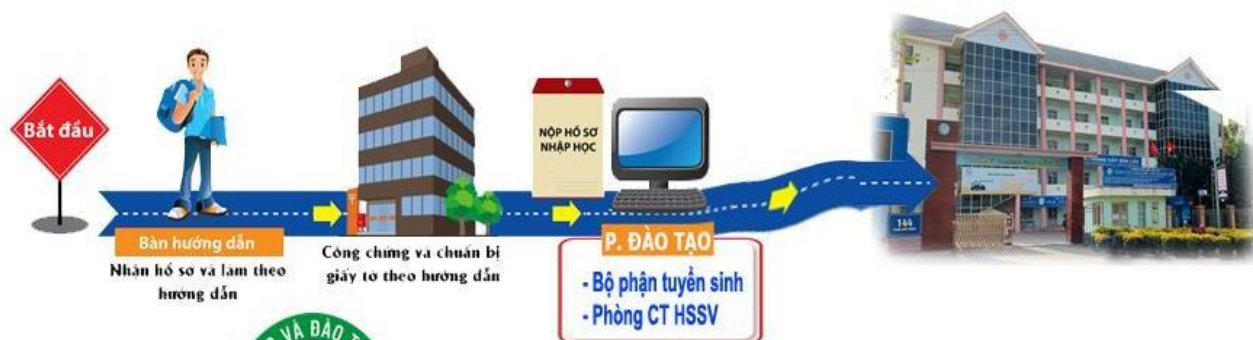 Bắt đầu
Bàn hướng dẫn
Nhận hồ sơ và làm theo
hướng dẫn
Công chứng và chuẩn bị
giấy tờ theo hướng dẫn
NỘP HỒ SƠ
NHẬP HỌC
P. ĐÀO TẠO
- Bộ phận tuyển sinh
- Phòng CT HSSV
144
VÀ ĐÀO T